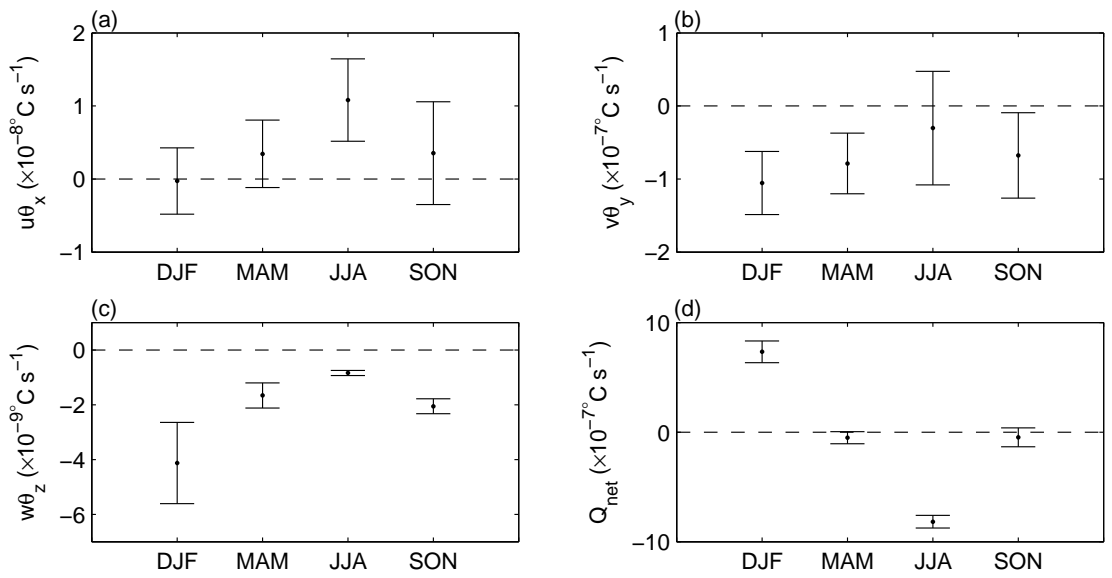 (a)
2
1
0
−1
uθx (×10−8°C s−1)
DJF MAM JJA SON
(b)
1
0
−1
−2
vθy (×10−7°C s−1)
DJF MAM JJA SON
(c)
0
−2
−4
−6
wθz (×10−9°C s−1)
DJF MAM JJA SON
(d)
10
0
−10
Qnet (×10−7°C s−1)
DJF MAM JJA SON